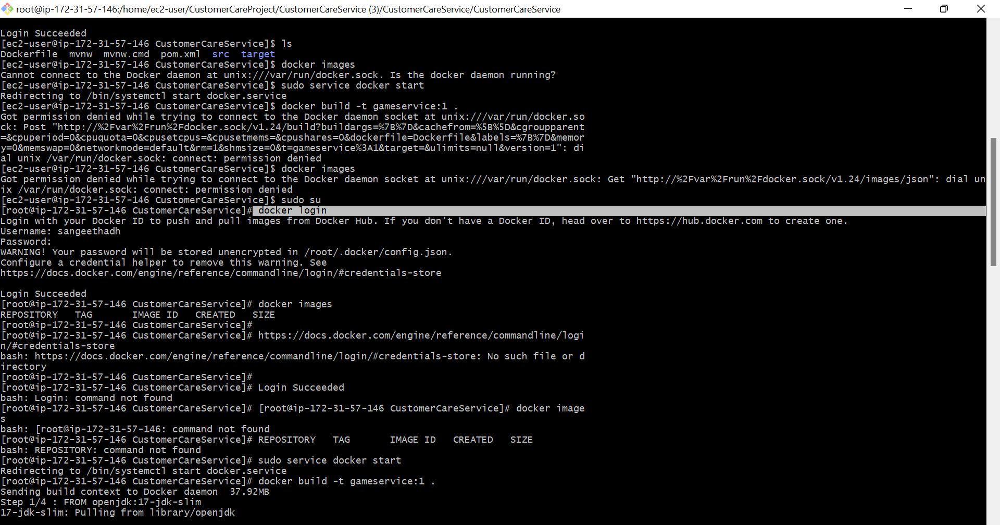 root@ip-172-31-57-146:/home/ec2-user/CustomerCareProject/CustomerCareService (3)/CustomerCareService/CustomerCareService
Login Succeeded
[ec2-user@ip-172-31-57-146 CustomerCareService]$ ls
Dockerfile  mvnw  mvnw.cmd  pom.xml  src  target
[ec2-user@ip-172-31-57-146 CustomerCareService]$ docker images
Cannot connect to the Docker daemon at unix:///var/run/docker.sock. Is the docker daemon running?
[ec2-user@ip-172-31-57-146 CustomerCareService]$ sudo service docker start
Redirecting to /bin/systemctl start docker.service
[ec2-user@ip-172-31-57-146 CustomerCareService]$ docker build -t gameservice:1 .
Got permission denied while trying to connect to the Docker daemon socket at unix:///var/run/docker.so
ck: Post "http://%2Fvar%2Frun%2Fdocker.sock/v1.24/build?buildargs=%7B%7D&cachefrom=%5B%5D&cgroupparent
=&cpuperiod=0&cpuquota=0&cpusetcpus=&cpusetmems=&cpushares=0&dockerfile=Dockerfile&labels=%7B%7D&memor
y=0&memswap=0&networkmode=default&rm=1&shmsize=0&t=gameservice%3A1&target=&ulimits=null&version=1": di
al unix /var/run/docker.sock: connect: permission denied
[ec2-user@ip-172-31-57-146 CustomerCareService]$ docker images
Got permission denied while trying to connect to the Docker daemon socket at unix:///var/run/docker.sock: Get "http://%2Fvar%2Frun%2Fdocker.sock/v1.24/images/json": dial un
ix /var/run/docker.sock: connect: permission denied
[ec2-user@ip-172-31-57-146 CustomerCareService]$ sudo su
[root@ip-172-31-57-146 CustomerCareService]# docker login
Login with your Docker ID to push and pull images from Docker Hub. If you don't have a Docker ID, head over to https://hub.docker.com to create one.
Username: sangeethadh
Password:
WARNING! Your password will be stored unencrypted in /root/.docker/config.json.
Configure a credential helper to remove this warning. See
https://docs.docker.com/engine/reference/commandline/login/#credentials-store
Login Succeeded
[root@ip-172-31-57-146 CustomerCareService]# docker images
REPOSITORY   TAG       IMAGE ID   CREATED   SIZE
[root@ip-172-31-57-146 CustomerCareService]#
[root@ip-172-31-57-146 CustomerCareService]# https://docs.docker.com/engine/reference/commandline/logi
n/#credentials-store
bash: https://docs.docker.com/engine/reference/commandline/login/#credentials-store: No such file or d
irectory
[root@ip-172-31-57-146 CustomerCareService]#
[root@ip-172-31-57-146 CustomerCareService]# Login Succeeded
bash: Login: command not found
[root@ip-172-31-57-146 CustomerCareService]# [root@ip-172-31-57-146 CustomerCareService]# docker image
s
bash: [root@ip-172-31-57-146: command not found
[root@ip-172-31-57-146 CustomerCareService]# REPOSITORY   TAG       IMAGE ID   CREATED   SIZE
bash: REPOSITORY: command not found
[root@ip-172-31-57-146 CustomerCareService]# sudo service docker start
Redirecting to /bin/systemctl start docker.service
[root@ip-172-31-57-146 CustomerCareService]# docker build -t gameservice:1 .
Sending build context to Docker daemon  37.92MB
Step 1/4 : FROM openjdk:17-jdk-slim
17-jdk-slim: Pulling from library/openjdk